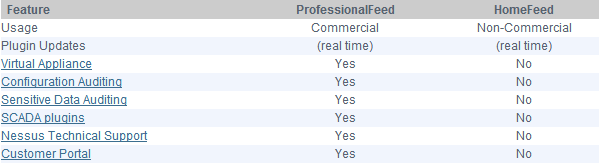 Feature ProfessionalFeed HomeFeed
Usage Commercial Non-Commercial
Plugin Updates (real time) (real time)
Virtual Appliance Yes No
Configuration Auditing Yes No
Sensitive Data Auditing Yes No
SCADA plugins Yes No
Nessus Technical Support Yes No
Customer Portal Yes No